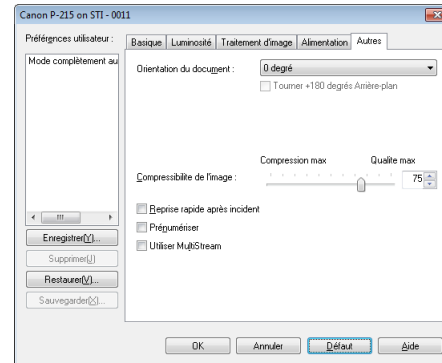 Canon P-215 on STI - 0011
Préférences utilisateur :
Mode complètement au
Enregistrer(Y)...
Supprimer(J)
Restaurer(V)...
Sauvegarder(X)...
Basique Luminosité Traitement d'image Alimentation Autres
Orientation du document :
0 degré
Tourner +180 degrés Arrière-plan
Compression max Qualite max
Compressibilite de l'image :
75
Reprise rapide après incident
Prénumériser
Utiliser MultiStream
OK Annuler Défaut Aide